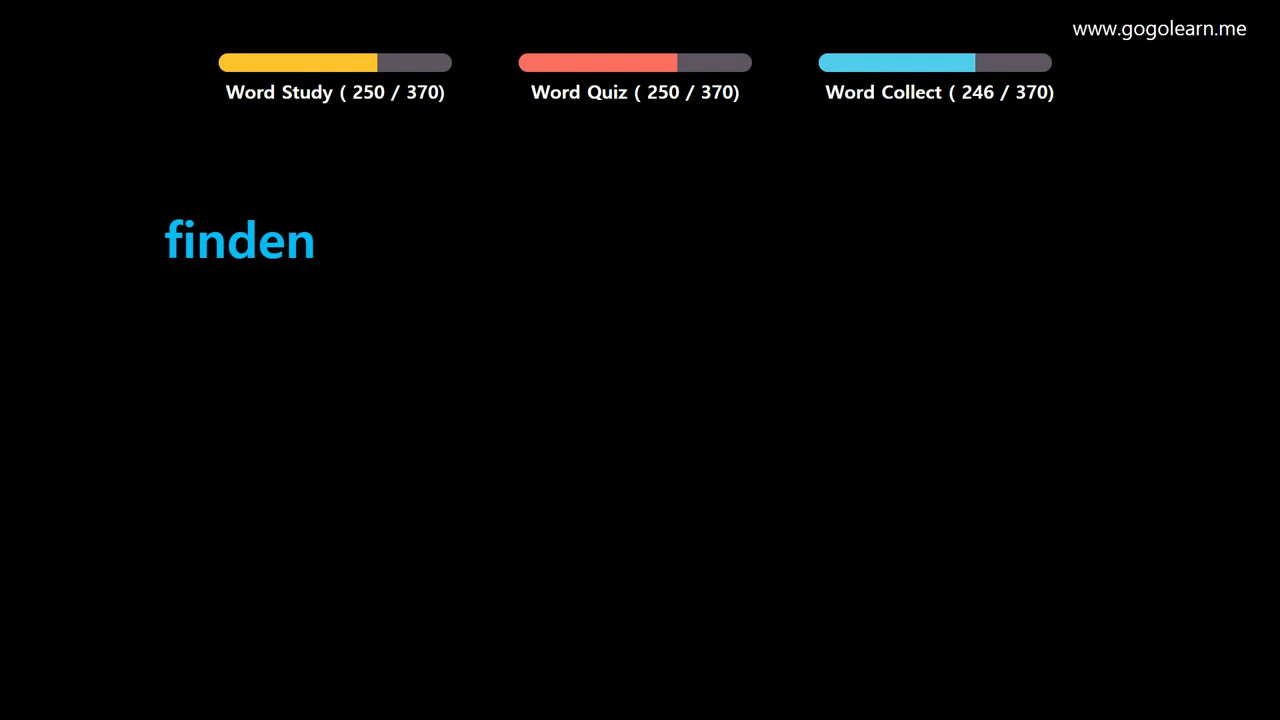 www.gogolearn.me
Word Study ( 250 / 370)
Word Quiz ( 250 / 370)
Word Collect ( 246 / 370)
finden